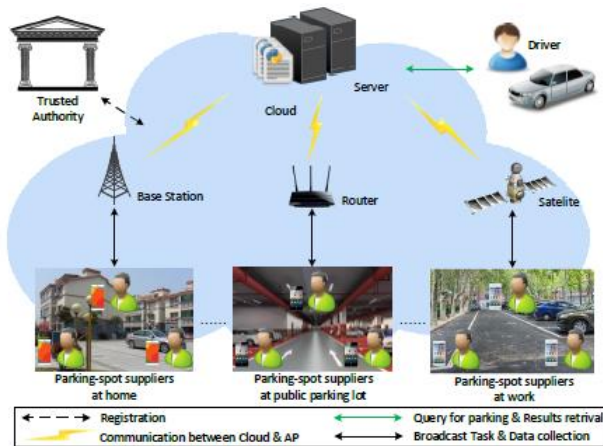 Trusted
Authority
Cloud
Server
Driver
Base Station
Router
Satelite
Parking-spot suppliers
at home
Parking-spot suppliers
at public parking lot
Parking-spot suppliers
at work
Registration
Query for parking & Results retrival
Communication between Cloud & AP
Broadcast Task & Data collection